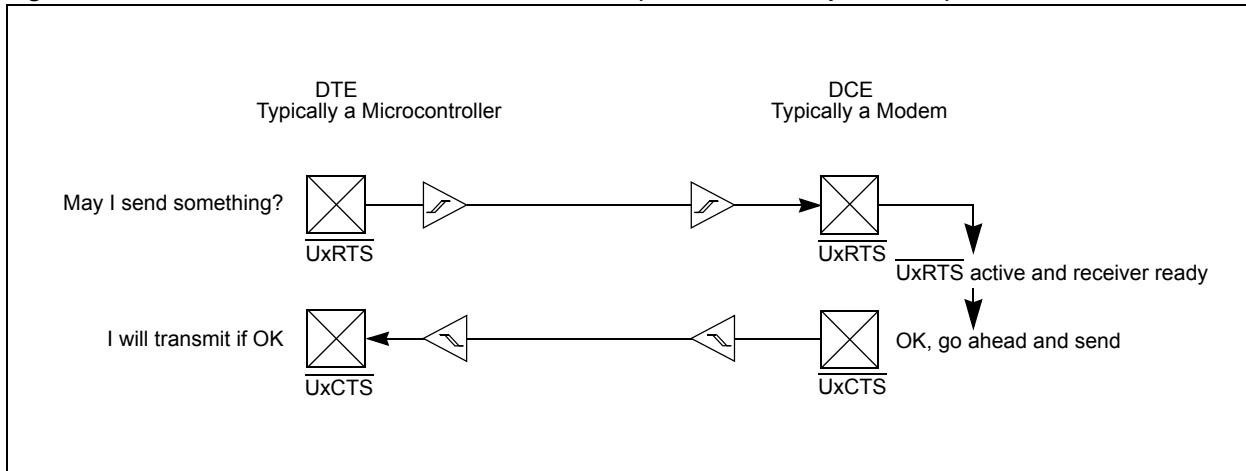 DTE
Typically a Microcontroller
DCE
Typically a Modem
May I send something?
UxRTS
UxRTS
UxRTS active and receiver ready
I will transmit if OK
OK, go ahead and send
UxCTS
UxCTS